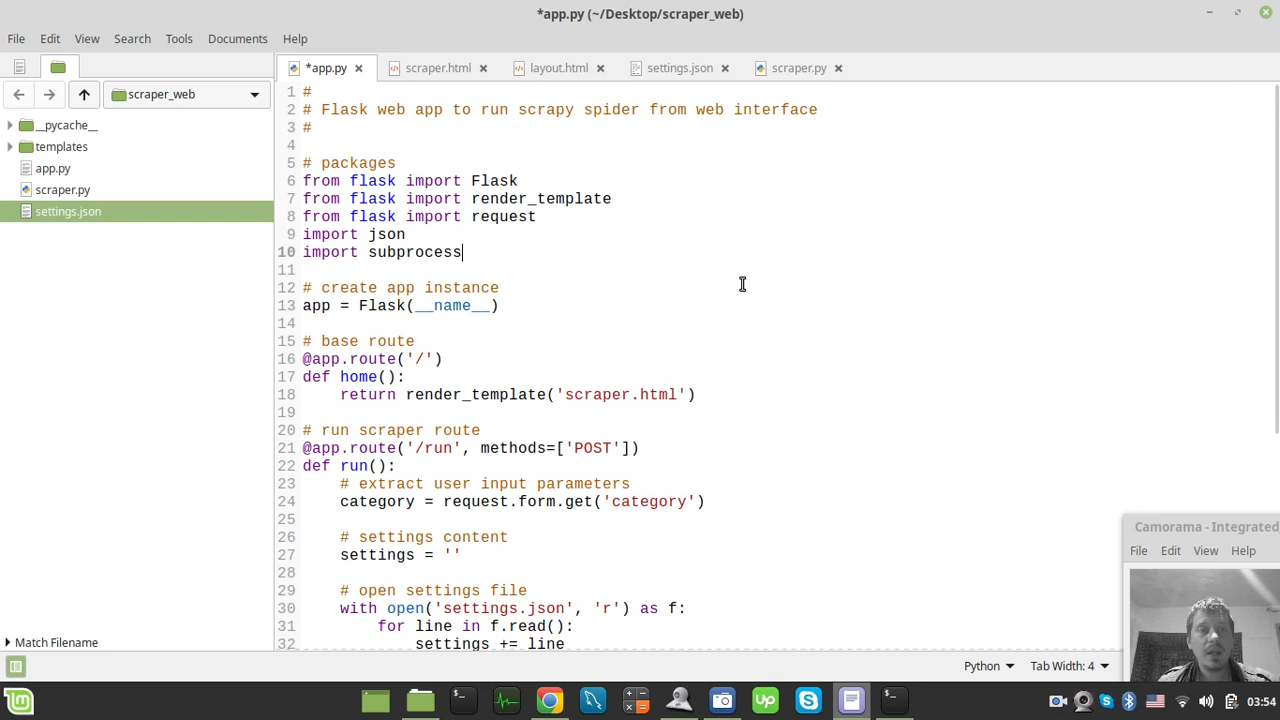 *app.py (~/Desktop/scraper_web)
File Edit View Search Tools Documents Help
*app.py scraper.html layout.html settings.json scraper.py
scraper_web
__pycache__
templates
app.py
scraper.py
settings.json
Match Filename
1 #
2 # Flask web app to run scrapy spider from web interface
3 #
4
5 # packages
6 from flask import Flask
7 from flask import render_template
8 from flask import request
9 import json
10 import subprocess
11
12 # create app instance
13 app = Flask(__name__)
14
15 # base route
16 @app.route('/')
17 def home():
18     return render_template('scraper.html')
19
20 # run scraper route
21 @app.route('/run', methods=['POST'])
22 def run():
23     # extract user input parameters
24     category = request.form.get('category')
25
26     # settings content
27     settings = ''
28
29     # open settings file
30     with open('settings.json', 'r') as f:
31         for line in f.read():
32             settings += line
Camorama - Integrated
File Edit View Help
Python Tab Width: 4
Up
03:54